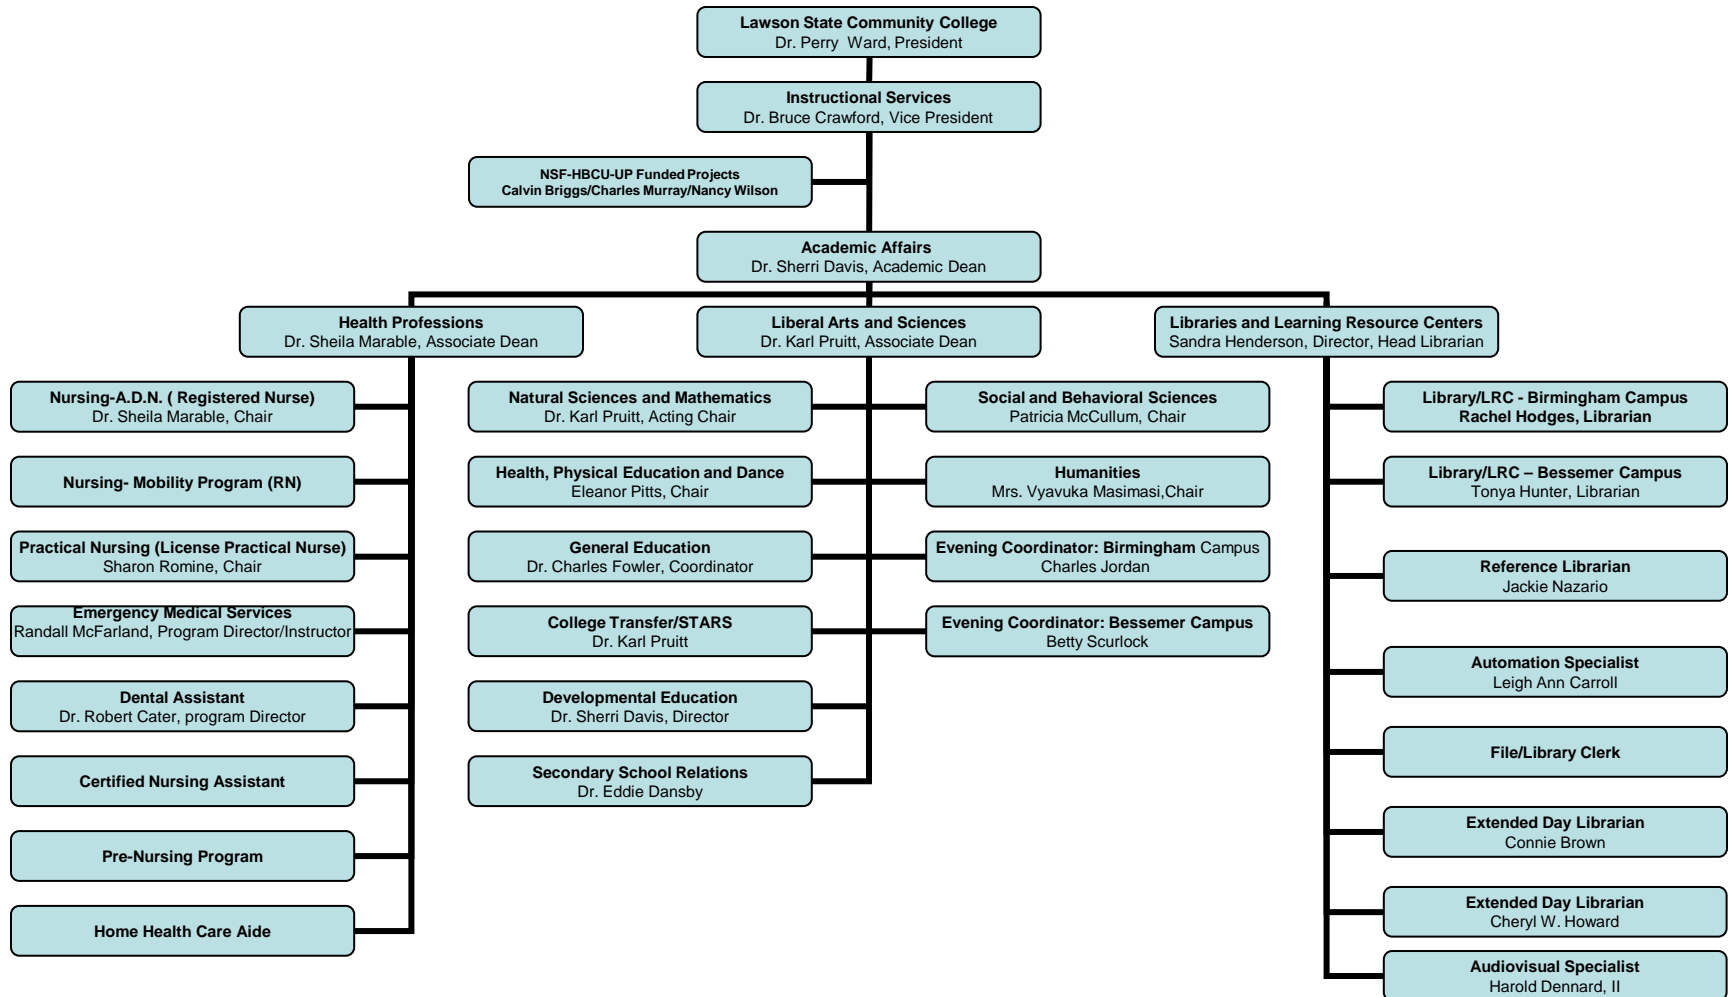 Lawson State Community College
Dr. Perry  Ward, President
Instructional Services
Dr. Bruce Crawford, Vice President
NSF-HBCU-UP Funded Projects
Calvin Briggs/Charles Murray/Nancy Wilson
Academic Affairs
Dr. Sherri Davis, Academic Dean
Health Professions
Dr. Sheila Marable, Associate Dean
Liberal Arts and Sciences
Dr. Karl Pruitt, Associate Dean
Libraries and Learning Resource Centers
Sandra Henderson, Director, Head Librarian
Nursing-A.D.N. ( Registered Nurse)
Dr. Sheila Marable, Chair
Nursing- Mobility Program (RN)
Practical Nursing (License Practical Nurse)
Sharon Romine, Chair
Emergency Medical Services
Randall McFarland, Program Director/Instructor
Dental Assistant
Dr. Robert Cater, program Director
Certified Nursing Assistant
Pre-Nursing Program
Home Health Care Aide
Natural Sciences and Mathematics
Dr. Karl Pruitt, Acting Chair
Health, Physical Education and Dance
Eleanor Pitts, Chair
General Education
Dr. Charles Fowler, Coordinator
College Transfer/STARS
Dr. Karl Pruitt
Developmental Education
Dr. Sherri Davis, Director
Secondary School Relations
Dr. Eddie Dansby
Social and Behavioral Sciences
Patricia McCullum, Chair
Humanities
Mrs. Vyavuka Masimasi,Chair
Evening Coordinator: Birmingham Campus
Charles Jordan
Evening Coordinator: Bessemer Campus
Betty Scurlock
Library/LRC - Birmingham Campus
Rachel Hodges, Librarian
Library/LRC – Bessemer Campus
Tonya Hunter, Librarian
Reference Librarian
Jackie Nazario
Automation Specialist
Leigh Ann Carroll
File/Library Clerk
Extended Day Librarian
Connie Brown
Extended Day Librarian
Cheryl W. Howard
Audiovisual Specialist
Harold Dennard, II